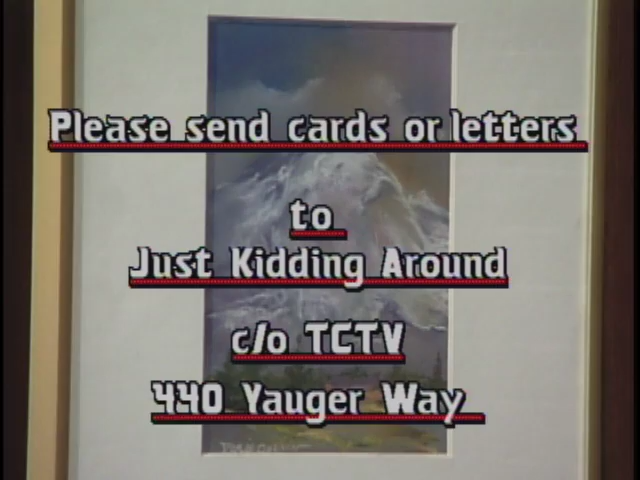 Please send cards or letters
to
Just Kidding Around
c/o TCTV
440 Yauger Way